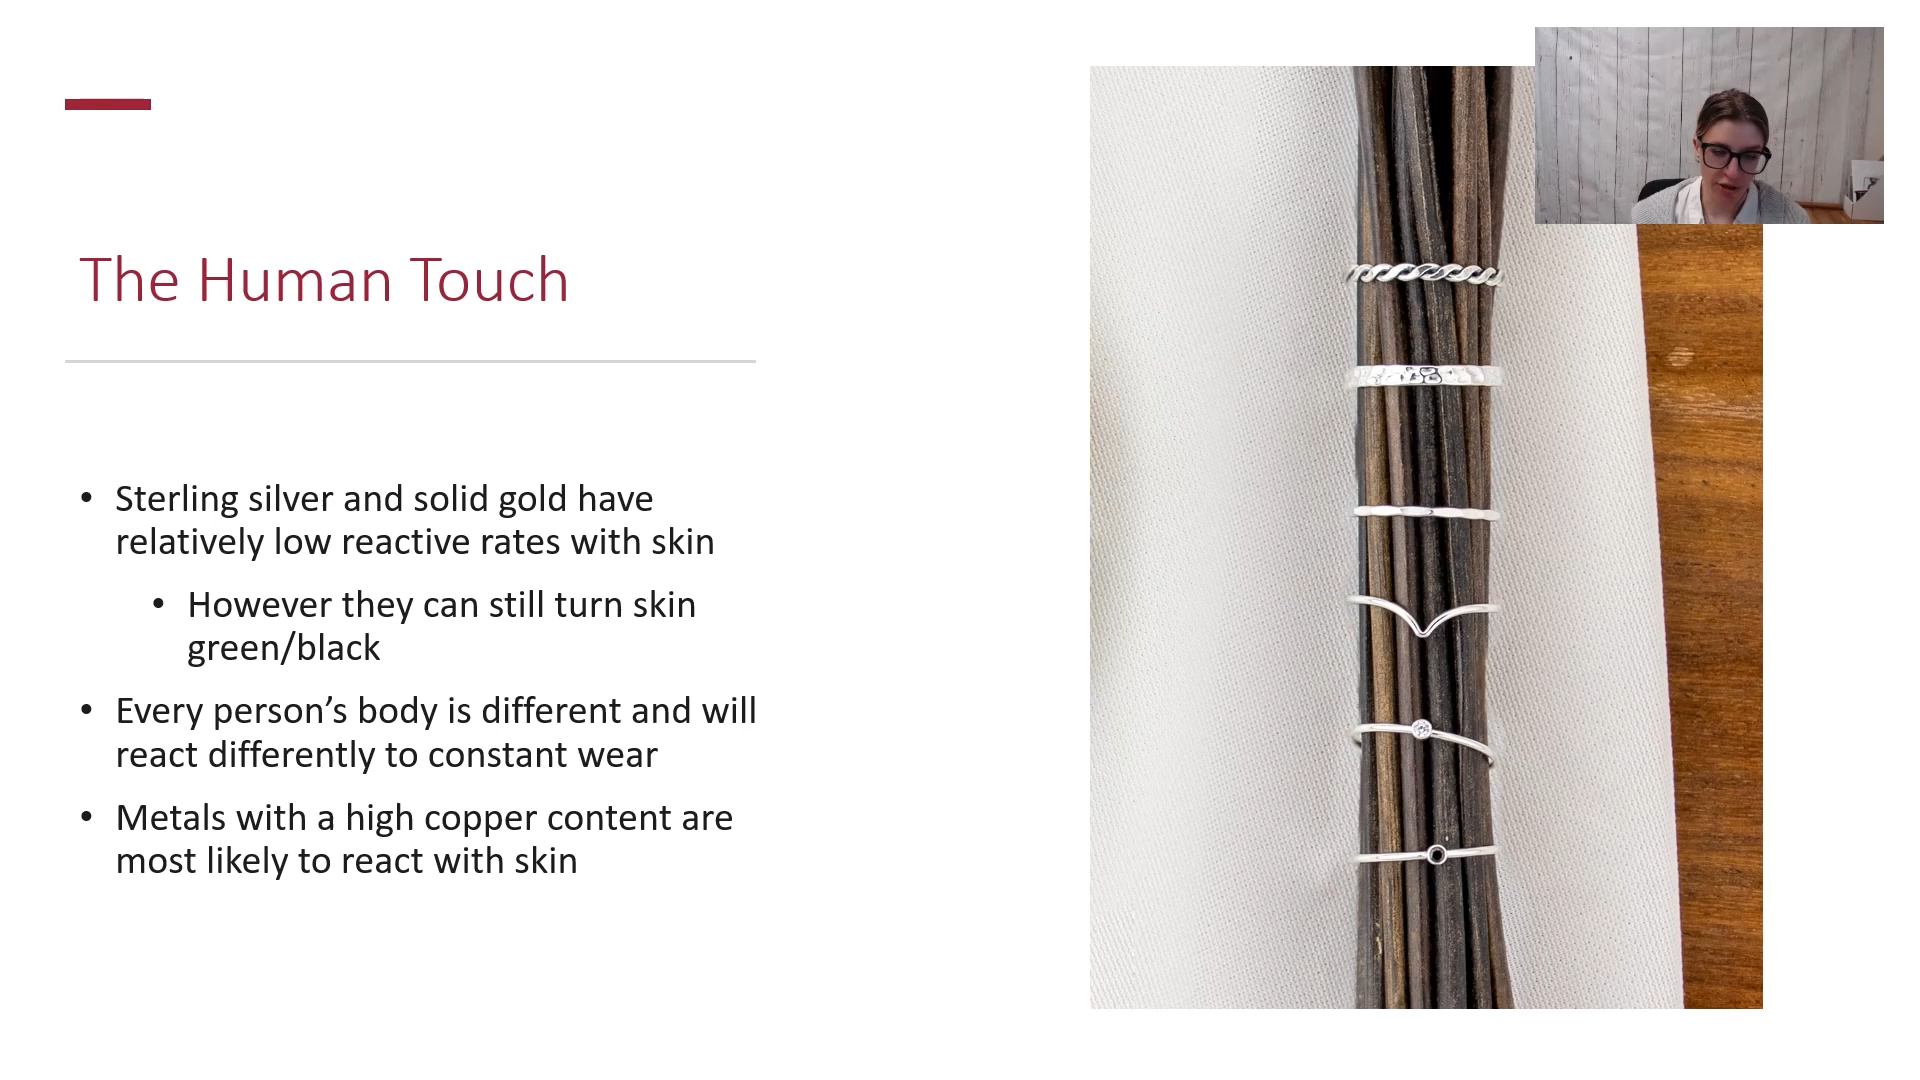 The Human Touch
• Sterling silver and solid gold have
relatively low reactive rates with skin
• However they can still turn skin
green/black
• Every person’s body is different and will
react differently to constant wear
• Metals with a high copper content are
most likely to react with skin